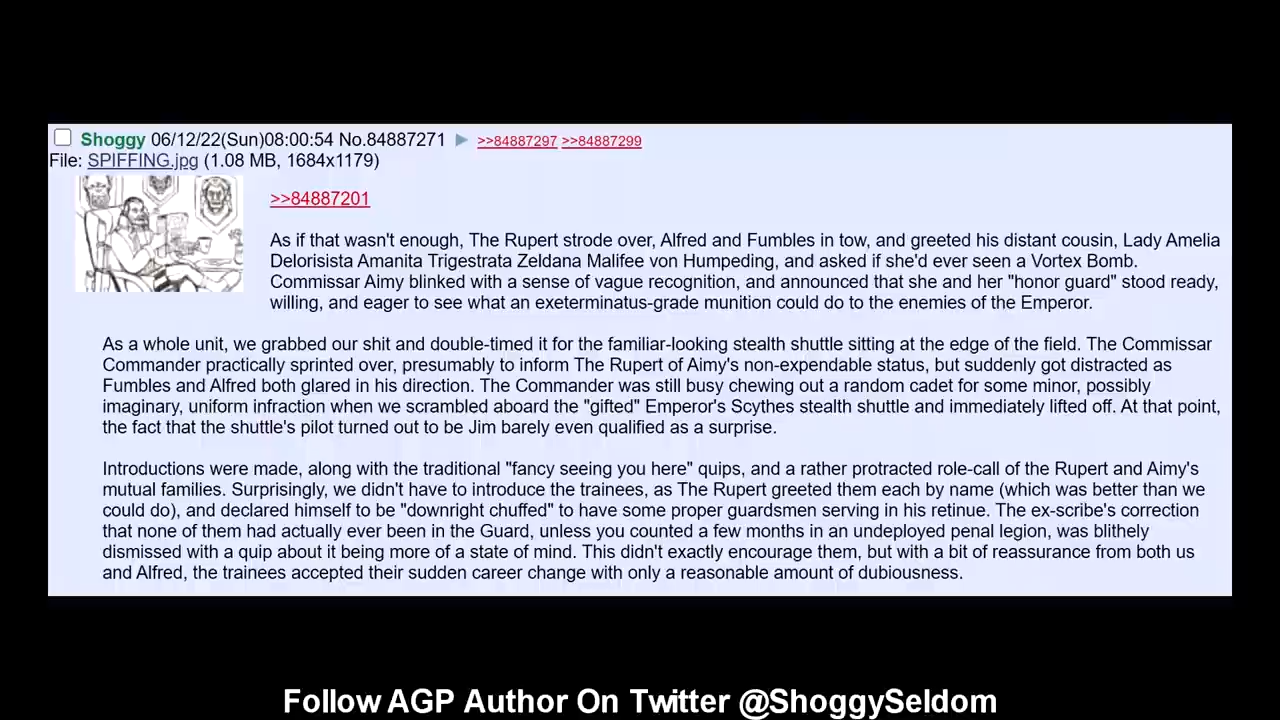 Shoggy 06/12/22(Sun)08:00:54 No.84887271 ▶ >>84887297 >>84887299
File: SPIFFING.jpg (1.08 MB, 1684x1179)
>>84887201
As if that wasn't enough, The Rupert strode over, Alfred and Fumbles in tow, and greeted his distant cousin, Lady Amelia
Delorisista Amanita Trigestrata Zeldana Malifee von Humpeding, and asked if she'd ever seen a Vortex Bomb.
Commissar Aimy blinked with a sense of vague recognition, and announced that she and her "honor guard" stood ready,
willing, and eager to see what an exeterminatus-grade munition could do to the enemies of the Emperor.
As a whole unit, we grabbed our shit and double-timed it for the familiar-looking stealth shuttle sitting at the edge of the field. The Commissar
Commander practically sprinted over, presumably to inform The Rupert of Aimy's non-expendable status, but suddenly got distracted as
Fumbles and Alfred both glared in his direction. The Commander was still busy chewing out a random cadet for some minor, possibly
imaginary, uniform infraction when we scrambled aboard the "gifted" Emperor's Scythes stealth shuttle and immediately lifted off. At that point,
the fact that the shuttle's pilot turned out to be Jim barely even qualified as a surprise.
Introductions were made, along with the traditional "fancy seeing you here" quips, and a rather protracted role-call of the Rupert and Aimy's
mutual families. Surprisingly, we didn't have to introduce the trainees, as The Rupert greeted them each by name (which was better than we
could do), and declared himself to be "downright chuffed" to have some proper guardsmen serving in his retinue. The ex-scribe's correction
that none of them had actually ever been in the Guard, unless you counted a few months in an undeployed penal legion, was blithely
dismissed with a quip about it being more of a state of mind. This didn't exactly encourage them, but with a bit of reassurance from both us
and Alfred, the trainees accepted their sudden career change with only a reasonable amount of dubiousness.
Follow AGP Author On Twitter @ShoggySeldom